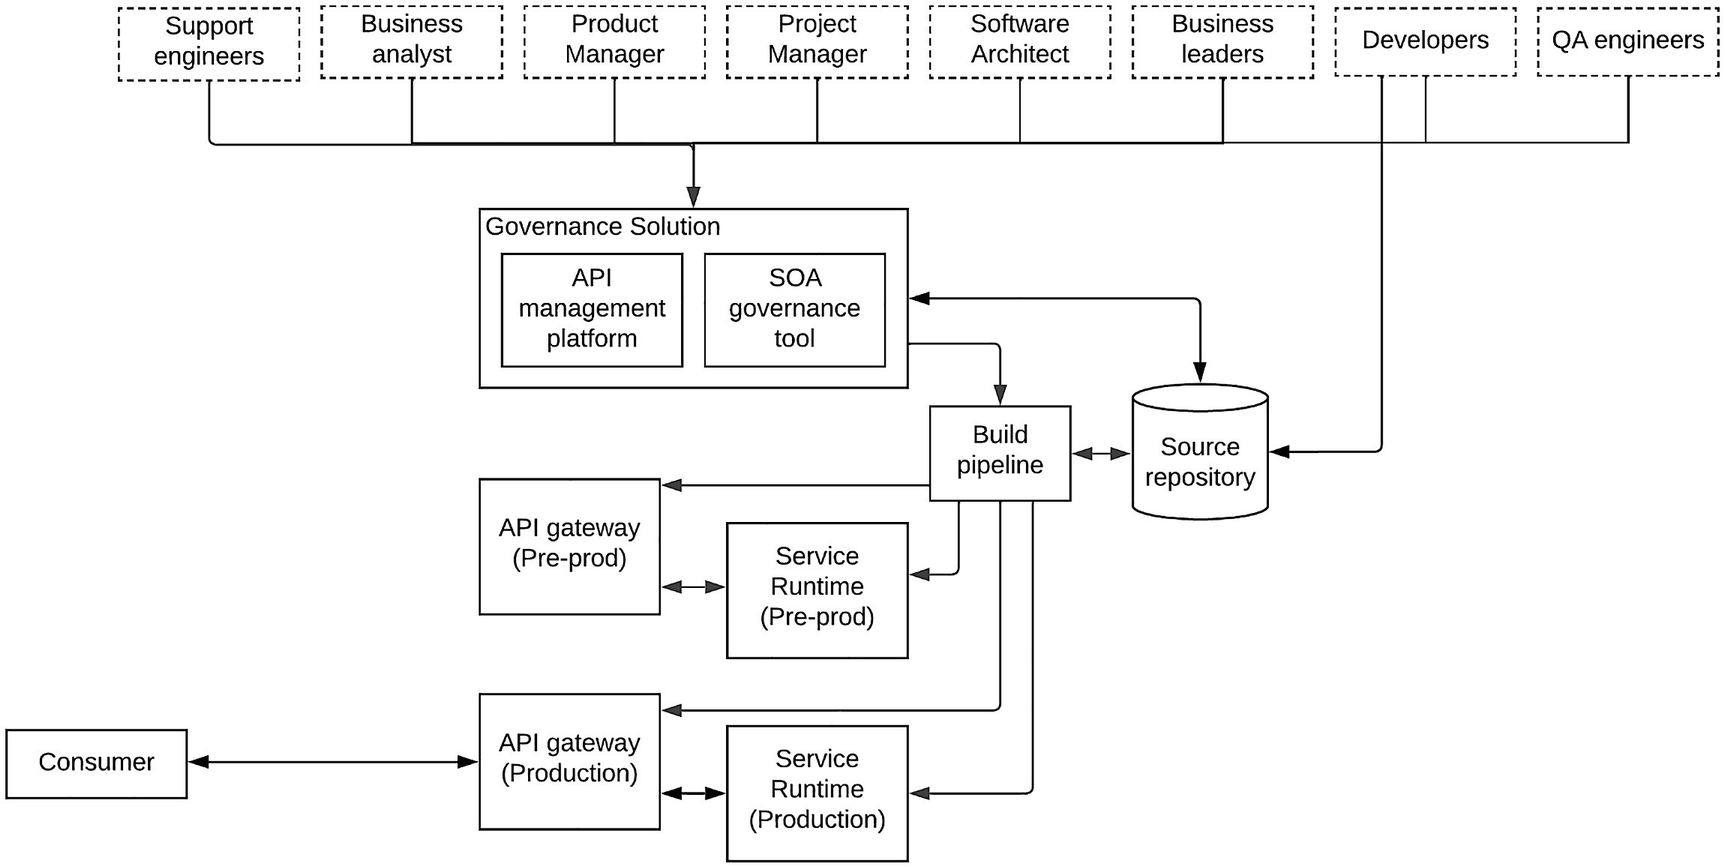 Support
engineers
Business
analyst
Product
Manager
Project
Manager
Software
Architect
Business
leaders
Developers
QA engineers
Governance Solution
API
management
platform
SOA
governance
tool
Build
pipeline
Source
repository
API gateway
(Pre-prod)
Service
Runtime
(Pre-prod)
API gateway
(Production)
Service
Runtime
(Production)
Consumer